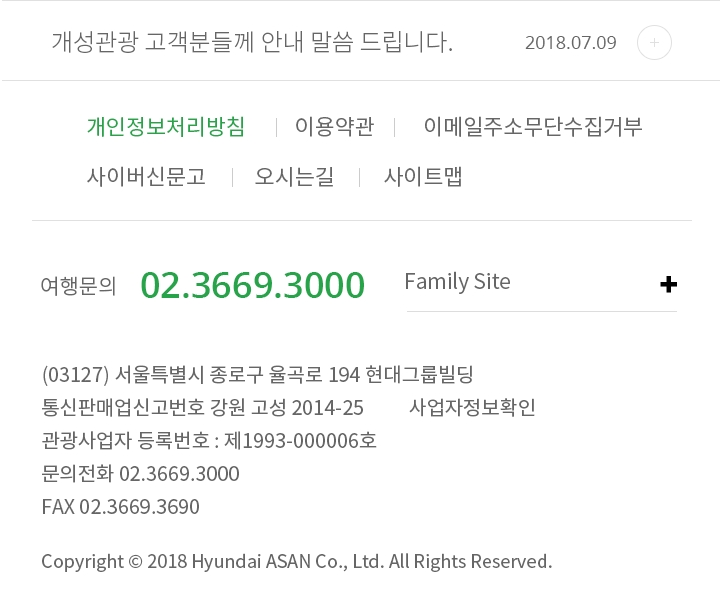 개성관광 고객분들께 안내 말씀 드립니다. 2018.07.09
개인정보처리방침 이용약관 이메일주소무단수집거부
사이버신문고 오시는길 사이트맵
여행문의 02.3669.3000 Family Site
(03127) 서울특별시 종로구 율곡로 194 현대그룹빌딩
통신판매업신고번호 강원 고성 2014-25 사업자정보확인
관광사업자 등록번호 : 제1993-000006호
문의전화 02.3669.3000
FAX 02.3669.3690
Copyright © 2018 Hyundai ASAN Co., Ltd. All Rights Reserved.